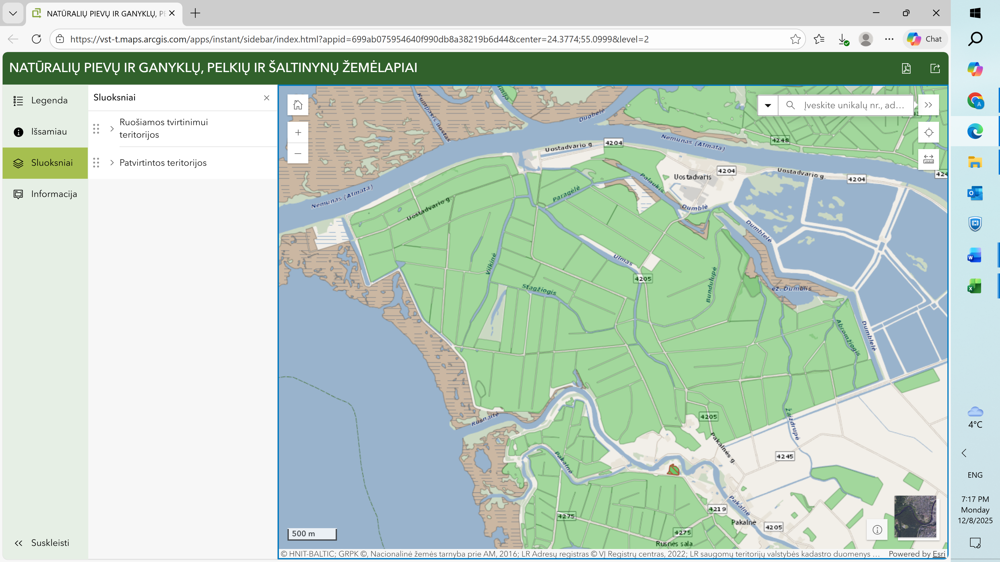 NATŪRALIŲ PIEVŲ IR GANYKLŲ, PE
https://vst-t.maps.arcgis.com/apps/instant/sidebar/index.html?appid=699ab075954640f990db8a38219b6d44&center=24.3774;55.0999&level=2
Chat
NATŪRALIŲ PIEVŲ IR GANYKLŲ, PELKIŲ IR ŠALTINYNŲ ŽEMĖLAPIAI
Legenda
Išsamiau
Sluoksniai
Informacija
Suskleisti
Sluoksniai
Ruošiamos tvirtinimui
teritorijos
Patvirtintos teritorijos
Įveskite unikalų nr., ad...
Kumpasis uostas
Duobelė
Nemunas (Atmata)
4248
Uostadvario g.
4204
Uostadvaris
4204
Uostadvario g.
4204
Palaukis
Paragėlė
Nemunas (Atmata)
Uostadvario g.
Dumblė
Dumblelė
Vilkinė
Ulmas
4205
Stagžiogis
Bundulupė
ež. Dumblis
Abromžiogis
Dumblelė
Rusnaitė
4205
Žaizdrupė
Pakalnės g.
4245
Pakalnė
Pakalnė
4219
4275
Pakalnė
4205
4275
Rusnės sala
500 m
© HNIT-BALTIC; GRPK ©, Nacionalinė žemės tarnyba prie AM, 2016; LR Adresų registras © VĮ Registrų centras, 2022; LR saugomų teritorijų valstybės kadastro duomenys ...
Powered by Esri
4°C
ENG
7:17 PM
Monday
12/8/2025